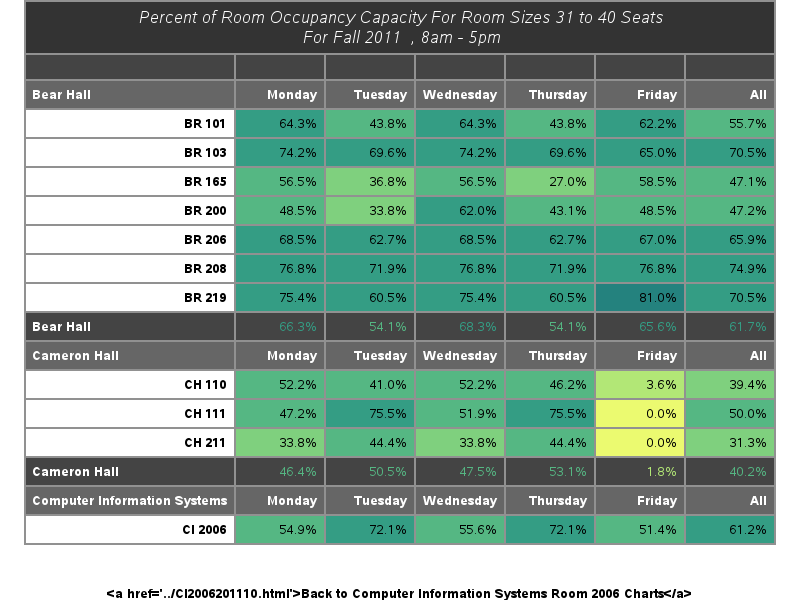 Percent of Room Occupancy Capacity For Room Sizes 31 to 40 Seats
For Fall 2011 , 8am - 5pm
Bear Hall Monday Tuesday Wednesday Thursday Friday All
BR 101 64.3% 43.8% 64.3% 43.8% 62.2% 55.7%
BR 103 74.2% 69.6% 74.2% 69.6% 65.0% 70.5%
BR 165 56.5% 36.8% 56.5% 27.0% 58.5% 47.1%
BR 200 48.5% 33.8% 62.0% 43.1% 48.5% 47.2%
BR 206 68.5% 62.7% 68.5% 62.7% 67.0% 65.9%
BR 208 76.8% 71.9% 76.8% 71.9% 76.8% 74.9%
BR 219 75.4% 60.5% 75.4% 60.5% 81.0% 70.5%
Bear Hall 66.3% 54.1% 68.3% 54.1% 65.6% 61.7%
Cameron Hall Monday Tuesday Wednesday Thursday Friday All
CH 110 52.2% 41.0% 52.2% 46.2% 3.6% 39.4%
CH 111 47.2% 75.5% 51.9% 75.5% 0.0% 50.0%
CH 211 33.8% 44.4% 33.8% 44.4% 0.0% 31.3%
Cameron Hall 46.4% 50.5% 47.5% 53.1% 1.8% 40.2%
Computer Information Systems Monday Tuesday Wednesday Thursday Friday All
CI 2006 54.9% 72.1% 55.6% 72.1% 51.4% 61.2%
&lt;a href='../CI2006201110.html'&gt;Back to Computer Information Systems Room 2006 Charts&lt;/a&gt;